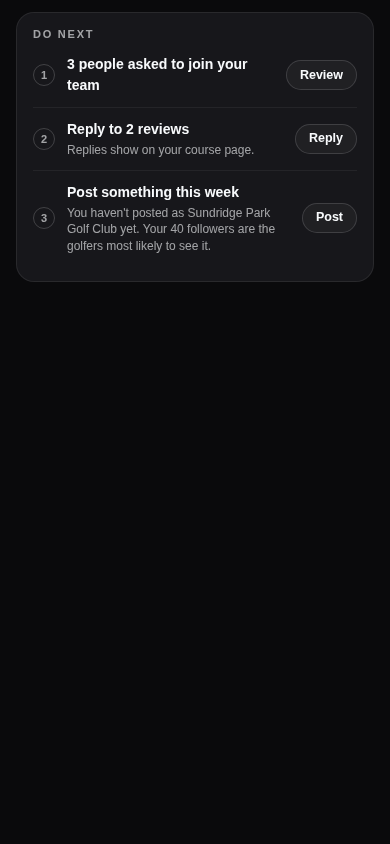 DO NEXT
1
3 people asked to join your
team
Review
2
Reply to 2 reviews
Replies show on your course page.
Reply
3
Post something this week
You haven't posted as Sundridge Park
Golf Club yet. Your 40 followers are the
golfers most likely to see it.
Post